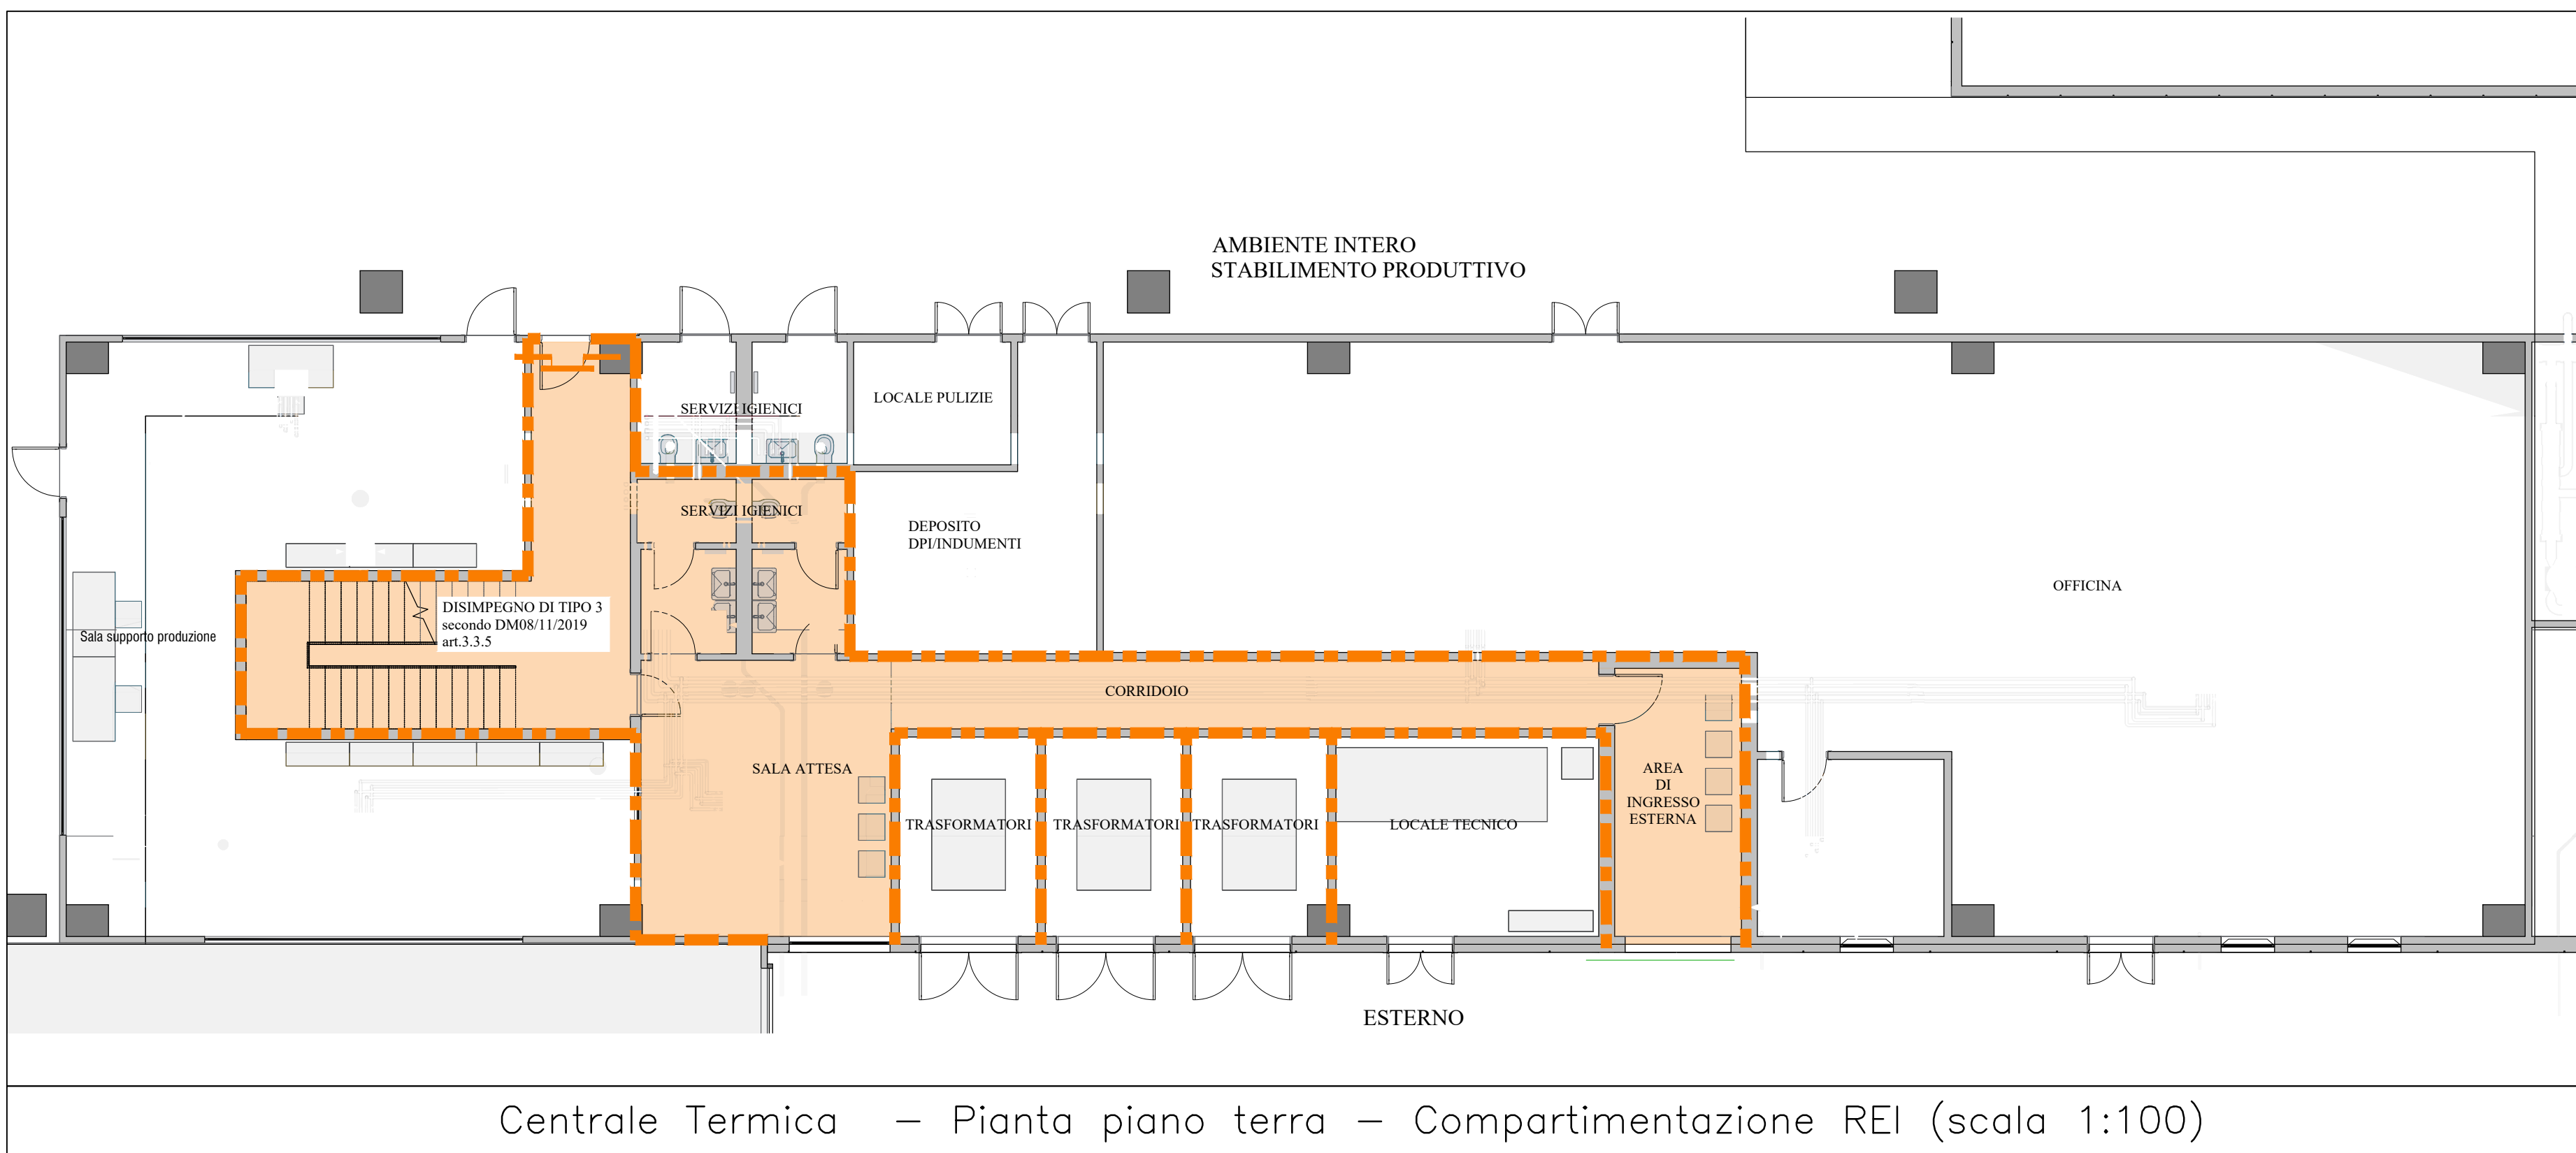 AMBIENTE INTERO
STABILIMENTO PRODUTTIVO
LOCALE PULIZIE
SERVIZI IGIENICI
SERVIZI IGIENICI
DEPOSITO
DPI/INDUMENTI
OFFICINA
DISIMPEGNO DI TIPO 3
secondo DM08/11/2019
art.3.3.5
Sala supporto produzione
CORRIDOIO
SALA ATTESA
AREA
DI
INGRESSO
ESTERNA
TRASFORMATORI
TRASFORMATORI
TRASFORMATORI
LOCALE TECNICO
ESTERNO
Centrale Termica – Pianta piano terra – Compartimentazione REI (scala 1:100)